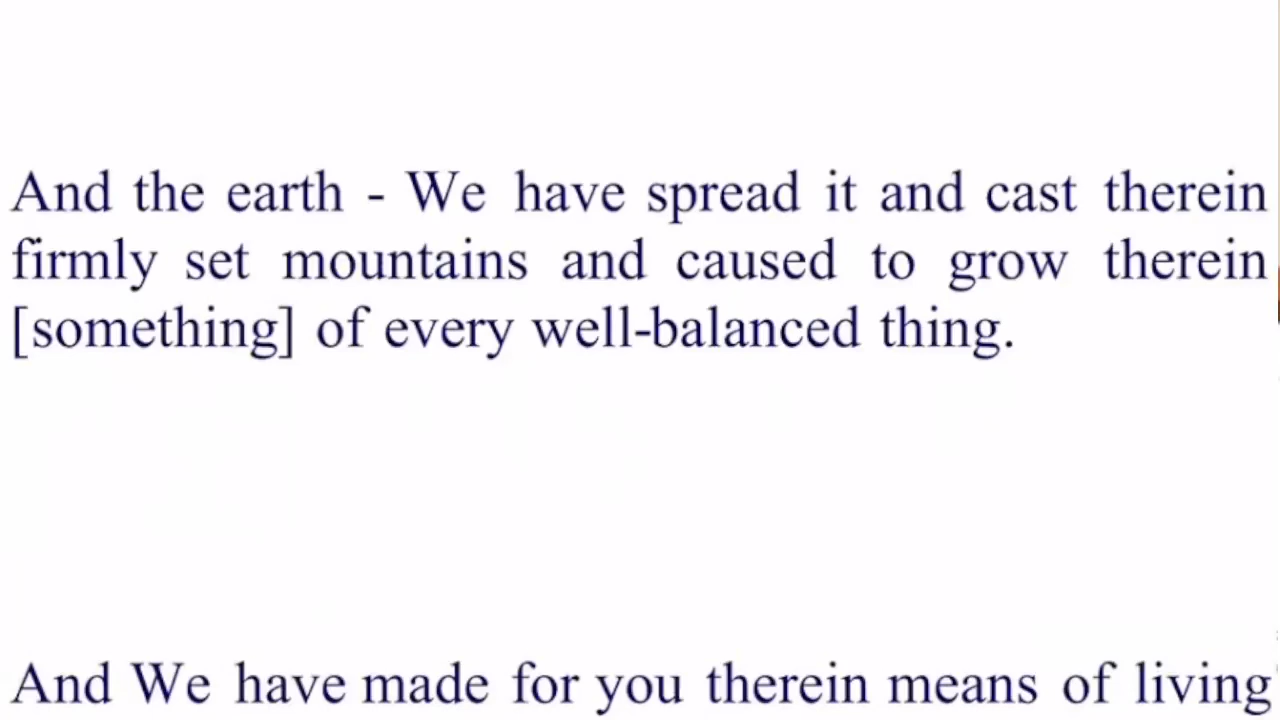 And the earth - We have spread it and cast therein
firmly set mountains and caused to grow therein
[something] of every well-balanced thing.
And We have made for you therein means of living